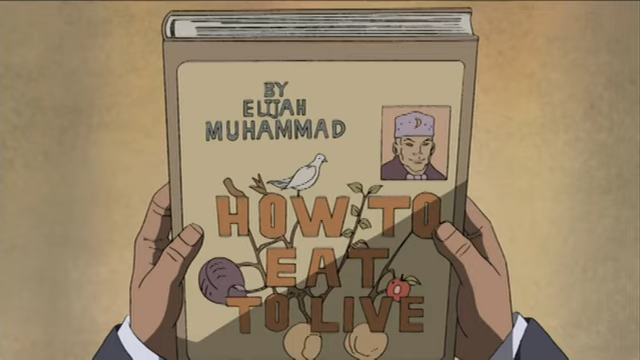 BY
ELIJAH
MUHAMMAD
HOW TO
EAT
TO LIVE